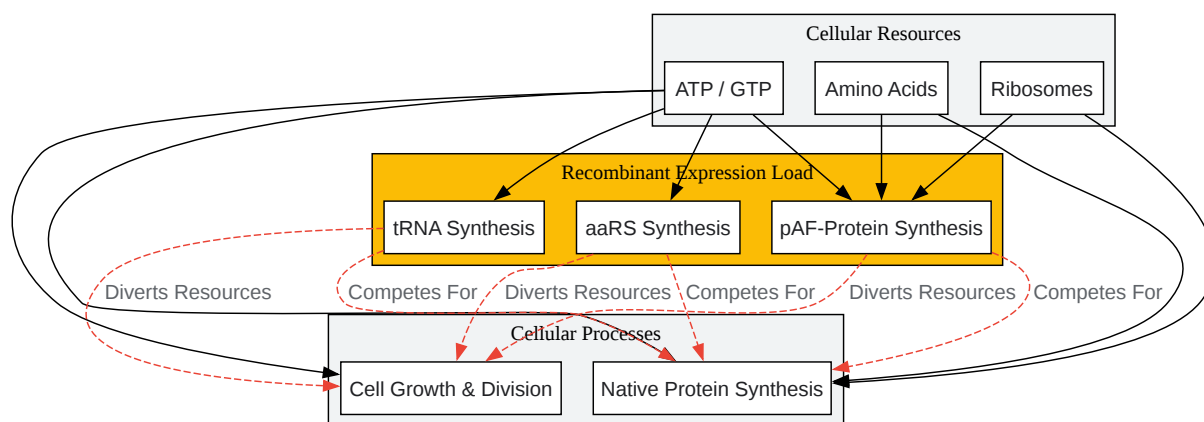 Cellular Resources
ATP / GTP
Amino Acids
Ribosomes
Recombinant Expression Load
tRNA Synthesis
aaRS Synthesis
pAF-Protein Synthesis
Diverts Resources
Competes For
Diverts Resources
Competes For
Diverts Resources
Competes For
Cellular Processes
Cell Growth & Division
Native Protein Synthesis